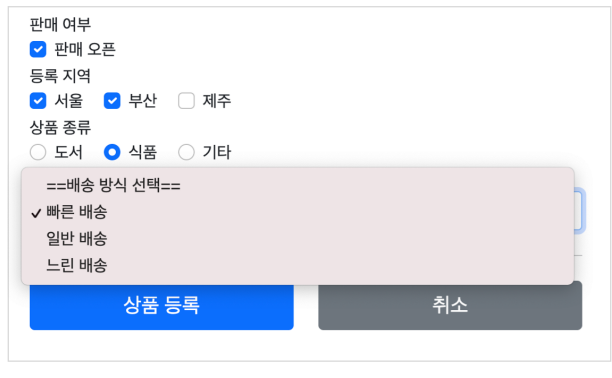 판매 여부
판매 오픈
등록 지역
서울 부산 제주
상품 종류
도서 식품 기타
==배송 방식 선택==
빠른 배송
일반 배송
느린 배송
상품 등록 취소